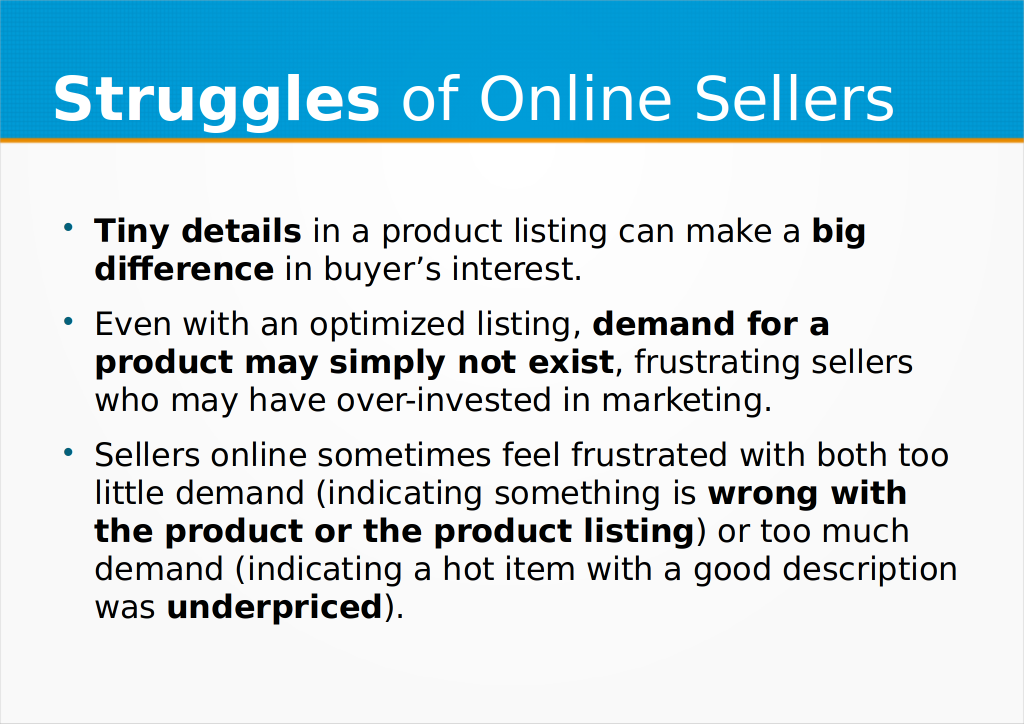 Struggles of Online Sellers
• Tiny details in a product listing can make a big
difference in buyer’s interest.
• Even with an optimized listing, demand for a
product may simply not exist, frustrating sellers
who may have over-invested in marketing.
• Sellers online sometimes feel frustrated with both too
little demand (indicating something is wrong with
the product or the product listing) or too much
demand (indicating a hot item with a good description
was underpriced).